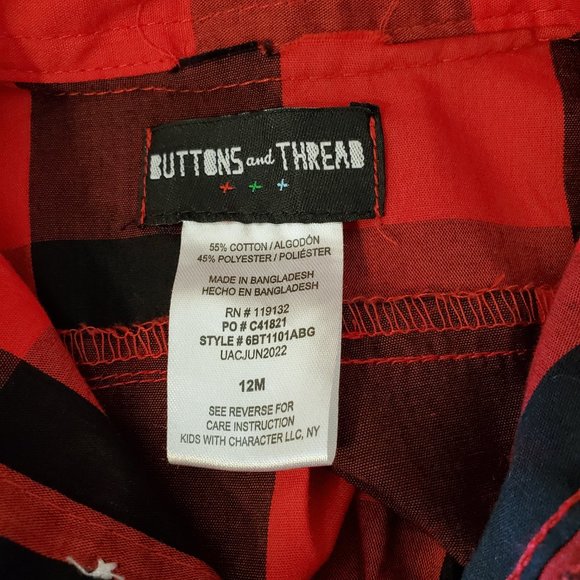 BUTTONS and THREAD
55% COTTON / ALGODÓN
45% POLYESTER / POLIÉSTER
MADE IN BANGLADESH
HECHO EN BANGLADESH
RN # 119132
PO # C41821
STYLE # 6BT1101ABG
UACJUN2022
12M
SEE REVERSE FOR
CARE INSTRUCTION
KIDS WITH CHARACTER LLC, NY